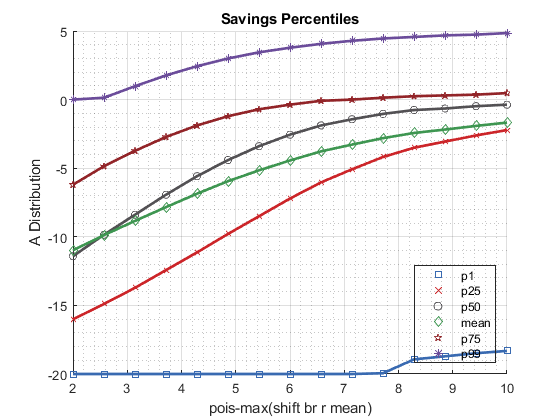 Savings Percentiles
5
0
-5
-10
-15
-20
A Distribution
p1
p25
p50
mean
p75
p99
2 3 4 5 6 7 8 9 10
pois-max(shift br r mean)